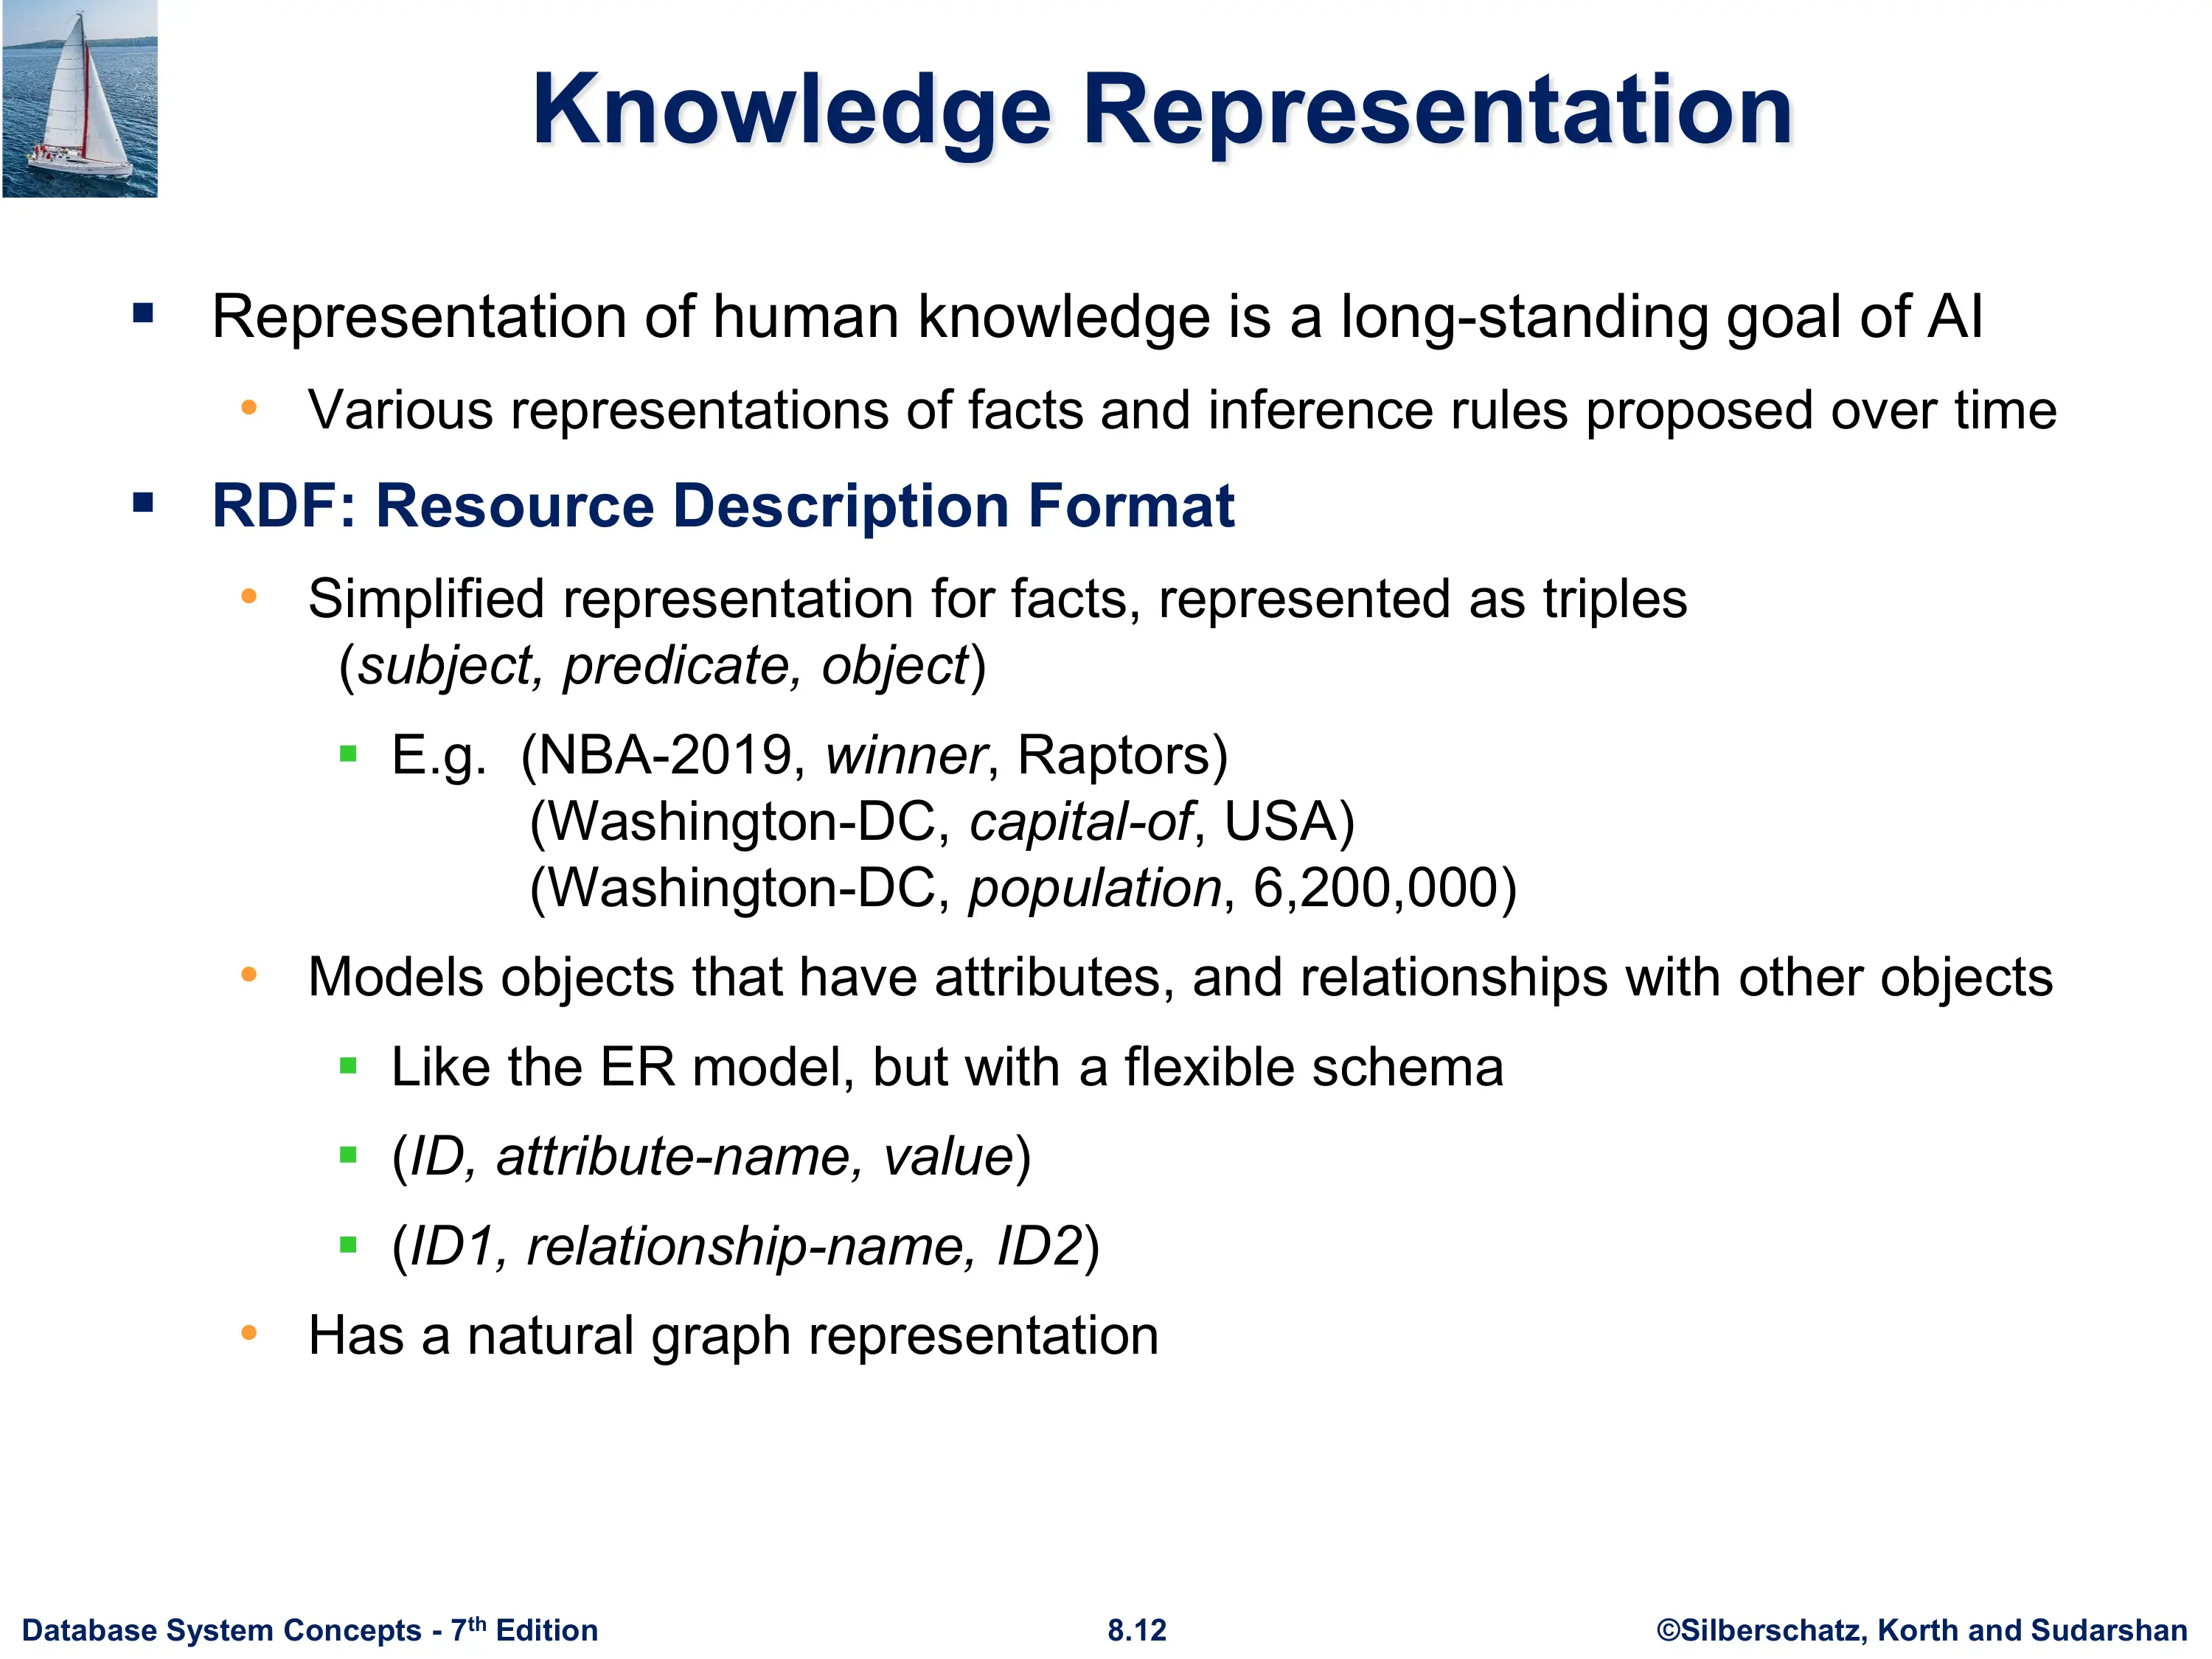 Knowledge Representation
▪ Representation of human knowledge is a long-standing goal of AI
• Various representations of facts and inference rules proposed over time
▪ RDF: Resource Description Format
• Simplified representation for facts, represented as triples
(subject, predicate, object)
▪ E.g. (NBA-2019, winner, Raptors)
(Washington-DC, capital-of, USA)
(Washington-DC, population, 6,200,000)
• Models objects that have attributes, and relationships with other objects
▪ Like the ER model, but with a flexible schema
▪ (ID, attribute-name, value)
▪ (ID1, relationship-name, ID2)
• Has a natural graph representation
Database System Concepts - 7th Edition
8.12
©Silberschatz, Korth and Sudarshan